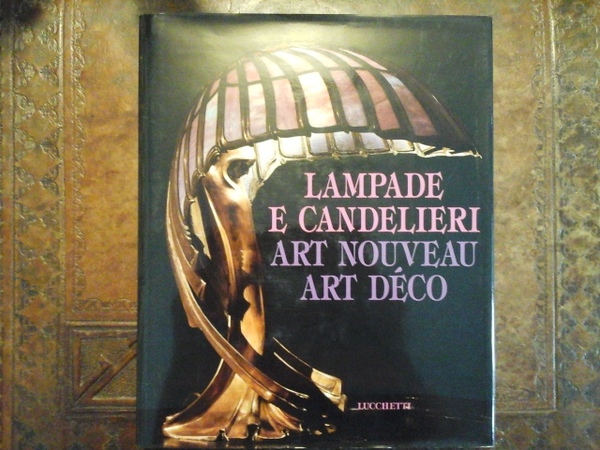 LAMPADE
E CANDELIERI
ART NOUVEAU
ART DÉCO
LUCCHETTI